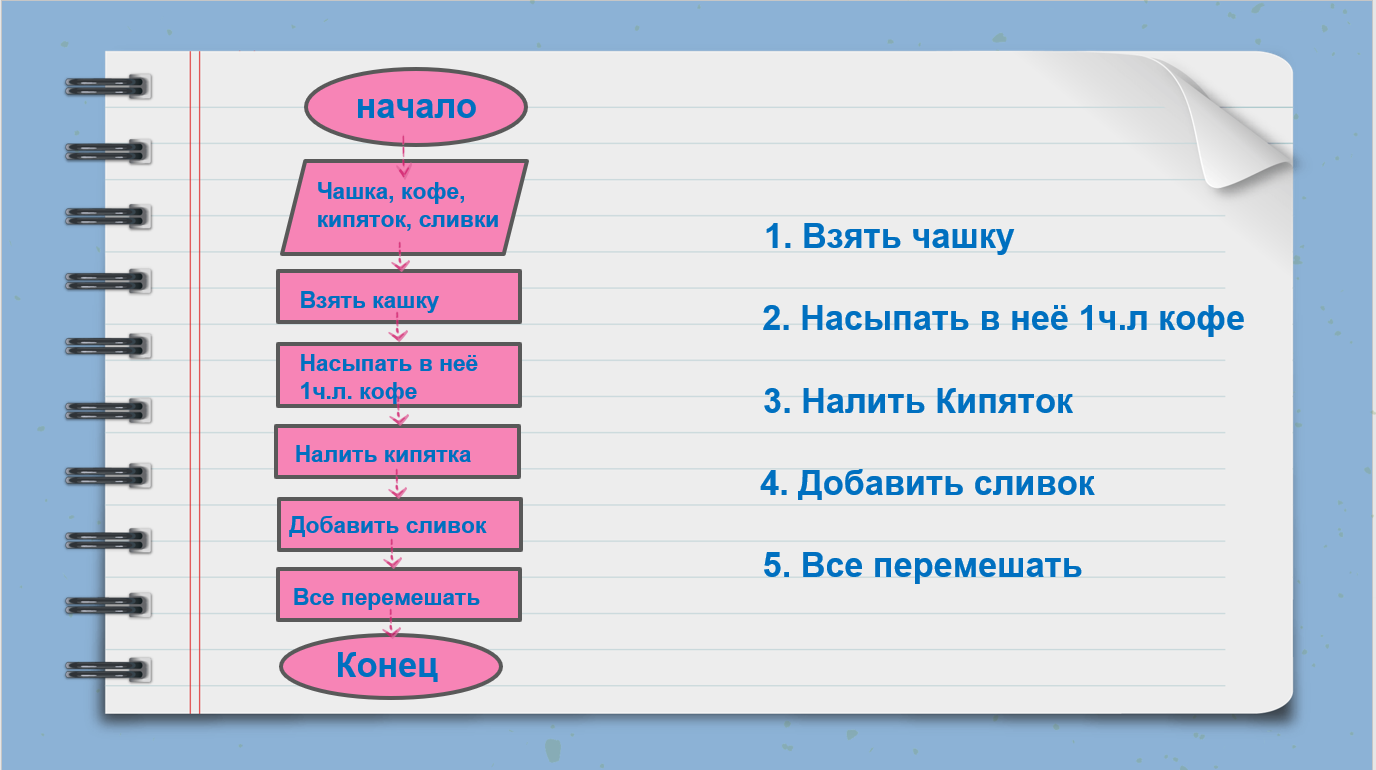 начало
Чашка, кофе,
кипяток, сливки
Взять кашку
Насыпать в неё
1ч.л. кофе
Налить кипятка
Добавить сливок
Все перемешать
Конец
1. Взять чашку
2. Насыпать в неё 1ч.л кофе
3. Налить Кипяток
4. Добавить сливок
5. Все перемешать